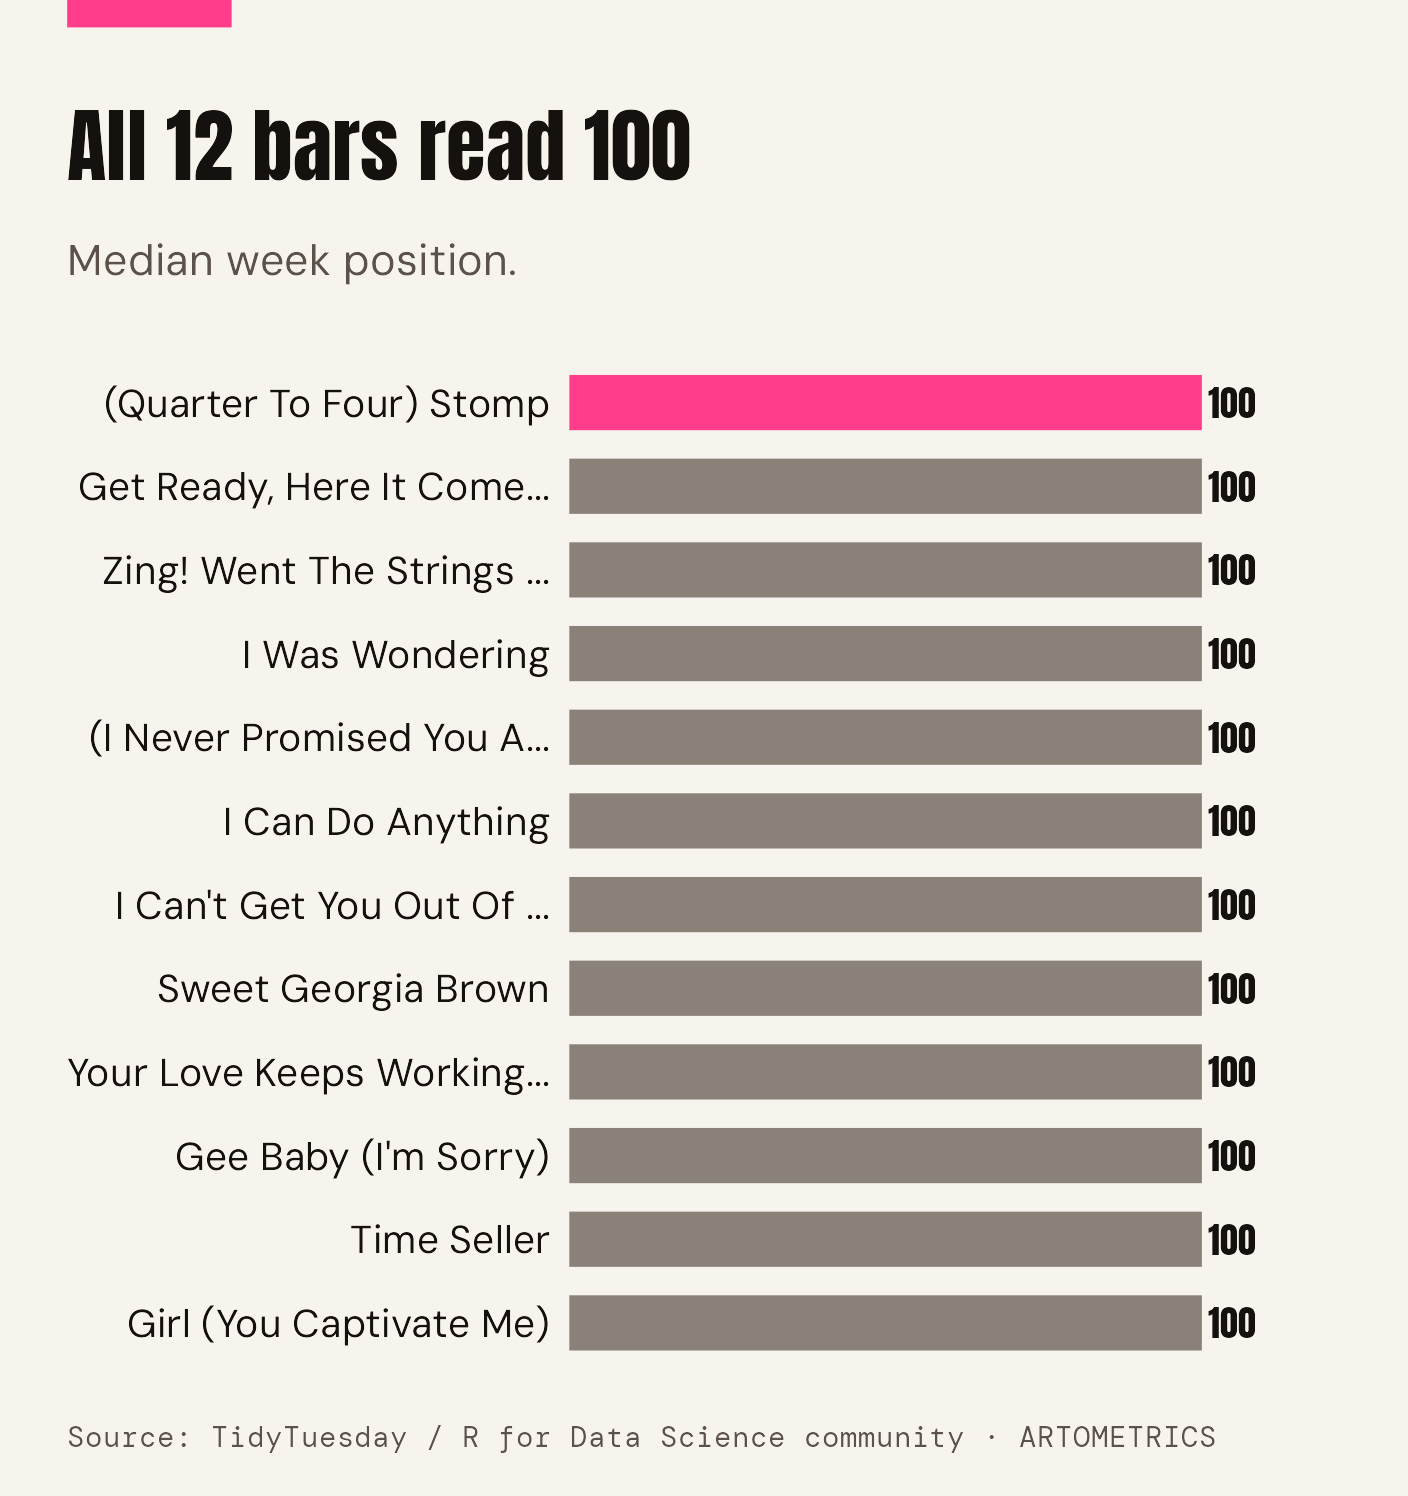 All 12 bars read 100
Median week position.
(Quarter To Four) Stomp 100
Get Ready, Here It Come... 100
Zing! Went The Strings ... 100
I Was Wondering 100
(I Never Promised You A... 100
I Can Do Anything 100
I Can't Get You Out Of ... 100
Sweet Georgia Brown 100
Your Love Keeps Working... 100
Gee Baby (I'm Sorry) 100
Time Seller 100
Girl (You Captivate Me) 100
Source: TidyTuesday / R for Data Science community · ARTOMETRICS